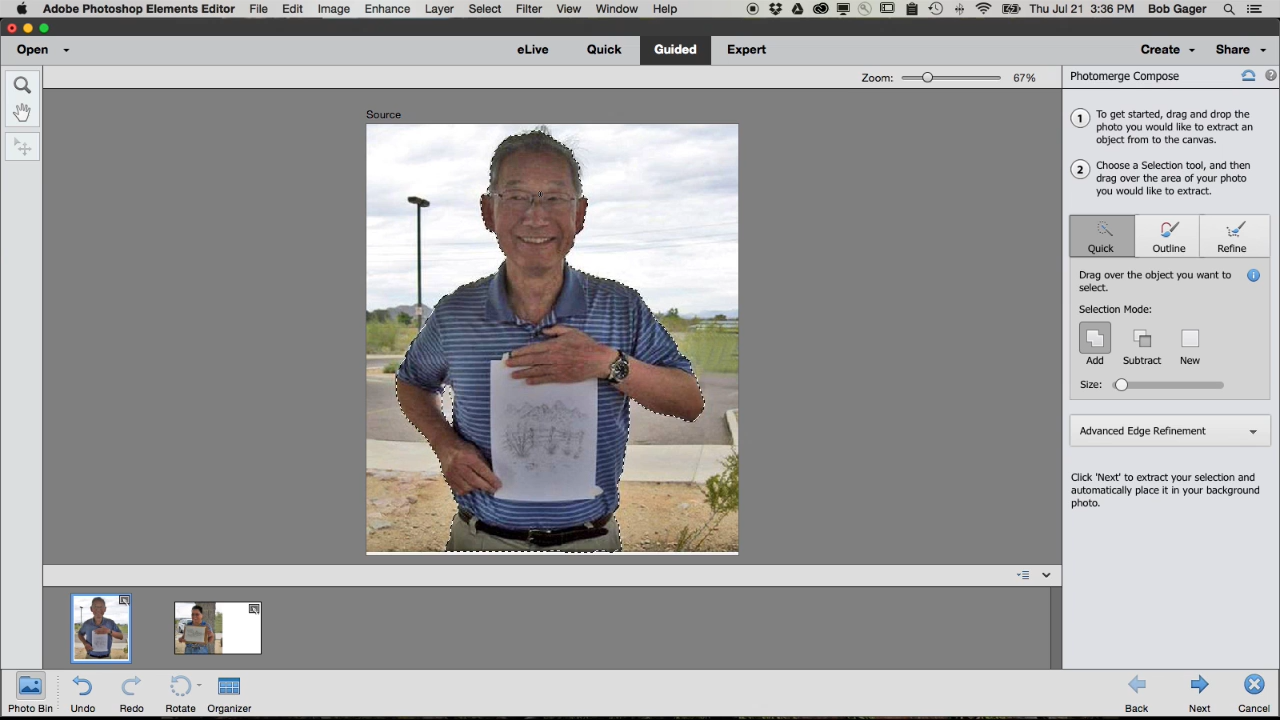 Adobe Photoshop Elements Editor File Edit Image Enhance Layer Select Filter View Window Help Thu Jul 21 3:36 PM Bob Gager
Open eLive Quick Guided Expert Create Share
Zoom: 67% Photomerge Compose
Source
1 To get started, drag and drop the
photo you would like to extract an
object from to the canvas.
2 Choose a Selection tool, and then
drag over the area of your photo
you would like to extract.
Quick Outline Refine
Drag over the object you want to
select.
Selection Mode:
Add Subtract New
Size:
Advanced Edge Refinement
Click 'Next' to extract your selection and
automatically place it in your background
photo.
Photo Bin Undo Redo Rotate Organizer Back Next Cancel